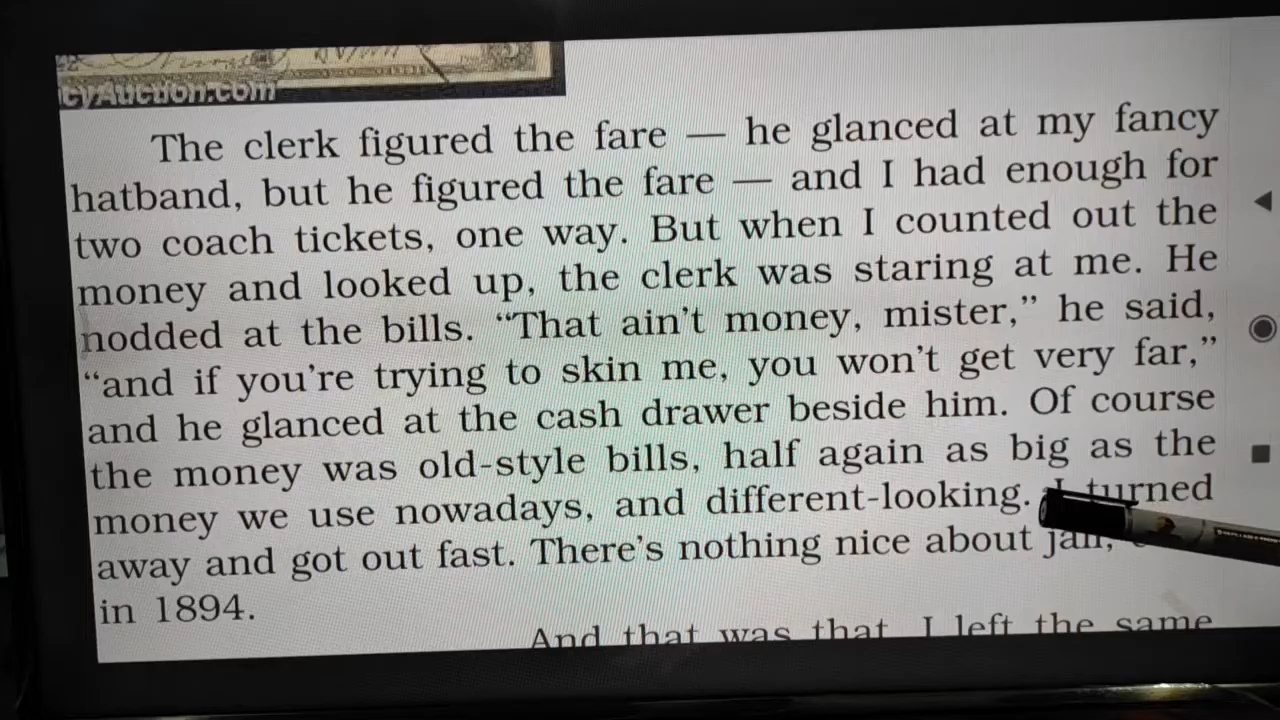 cyAuction.com
The clerk figured the fare — he glanced at my fancy
hatband, but he figured the fare — and I had enough for
two coach tickets, one way. But when I counted out the
money and looked up, the clerk was staring at me. He
nodded at the bills. “That ain’t money, mister,” he said,
“and if you’re trying to skin me, you won’t get very far,”
and he glanced at the cash drawer beside him. Of course
the money was old-style bills, half again as big as the
money we use nowadays, and different-looking. I turned
away and got out fast. There’s nothing nice about jail,
in 1894.
And that was that. I left the same